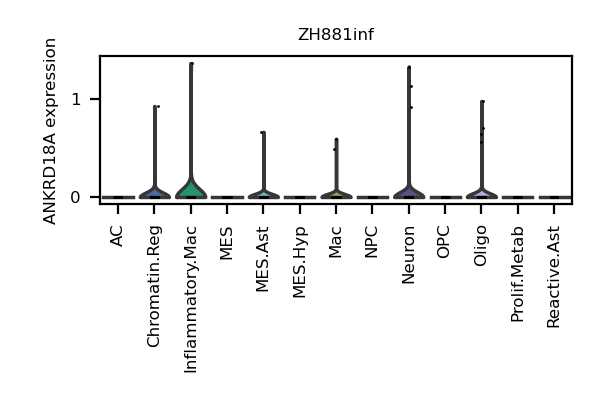 ZH881inf
ANKRD18A expression
1
0
AC
Chromatin.Reg
Inflammatory.Mac
MES
MES.Ast
MES.Hyp
Mac
NPC
Neuron
OPC
Oligo
Prolif.Metab
Reactive.Ast